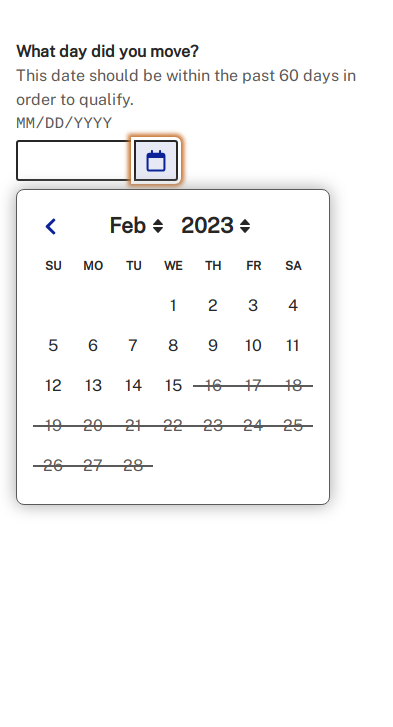 What day did you move?
This date should be within the past 60 days in
order to qualify.
MM/DD/YYYY
Feb 2023
SU MO TU WE TH FR SA
1 2 3 4
5 6 7 8 9 10 11
12 13 14 15 16 17 18
19 20 21 22 23 24 25
26 27 28